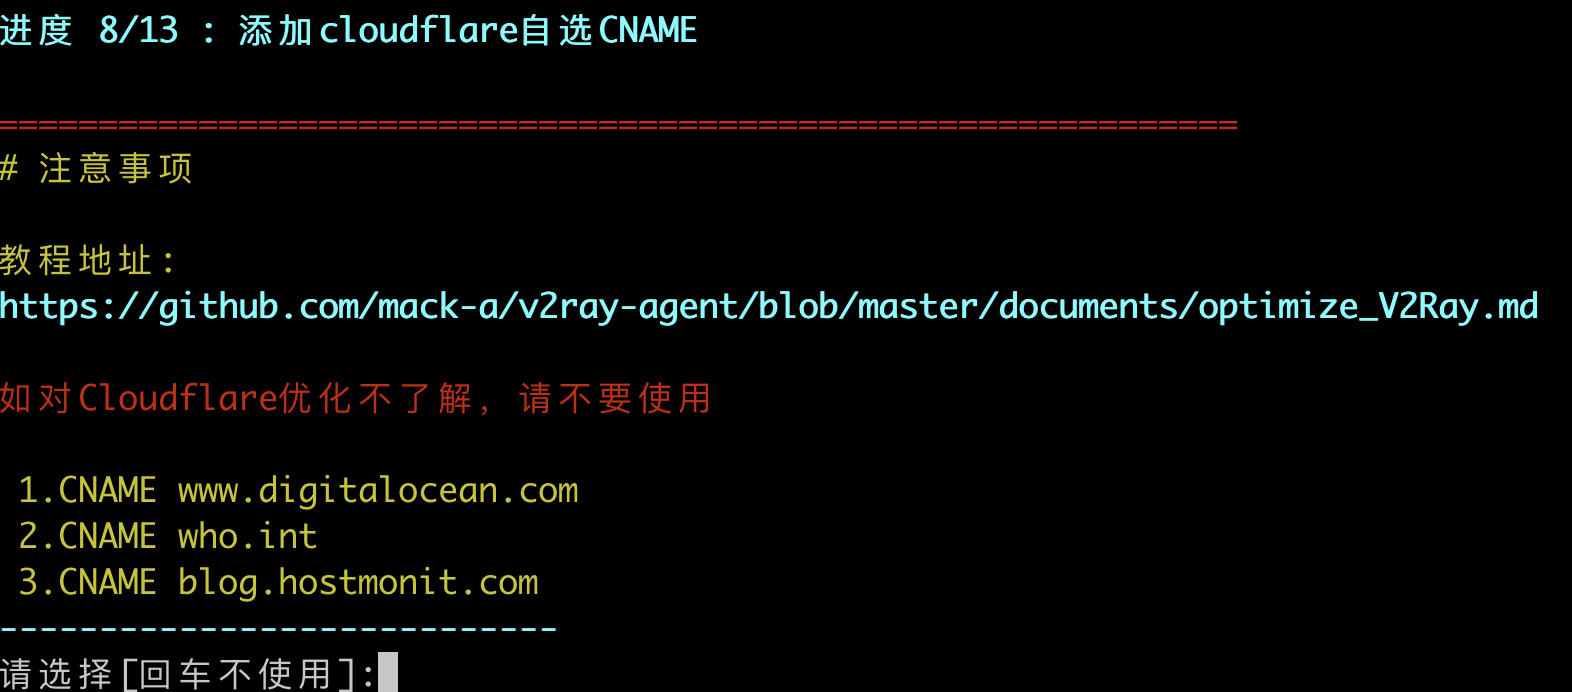 进度 8/13 : 添加cloudflare自选CNAME
==============================================================
# 注意事项
教程地址:
https://github.com/mack-a/v2ray-agent/blob/master/documents/optimize_V2Ray.md
如对Cloudflare优化不了解, 请不要使用
1.CNAME www.digitalocean.com
2.CNAME who.int
3.CNAME blog.hostmonit.com
----------------------------
请选择[回车不使用]: